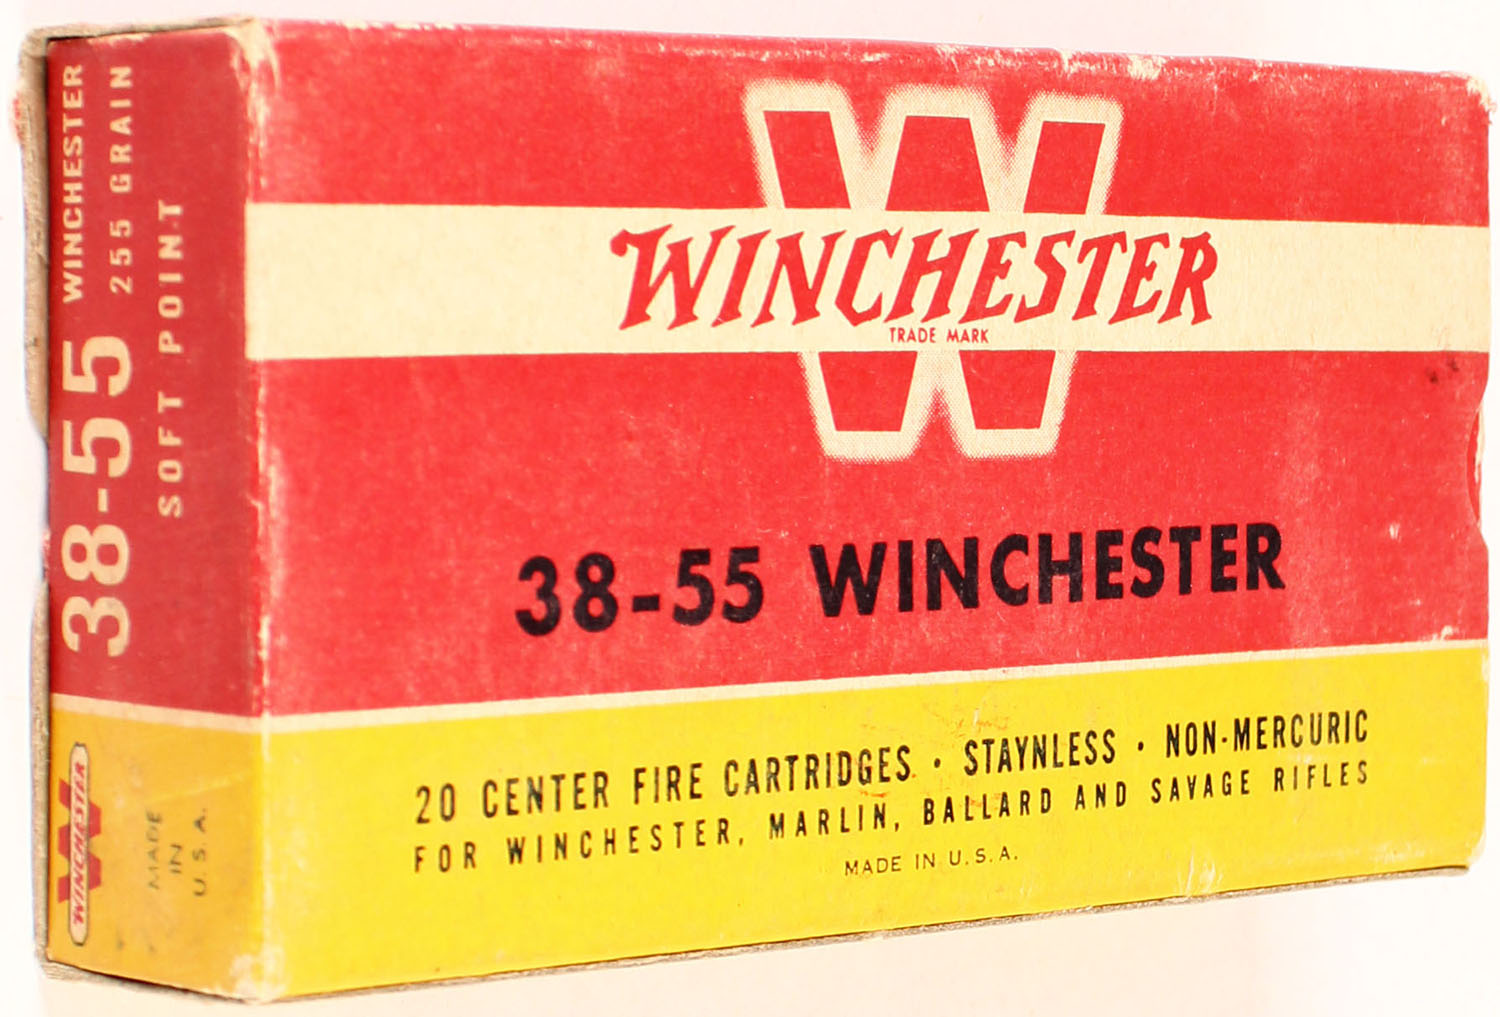 WINCHESTER
TRADE MARK
38-55 WINCHESTER
20 CENTER FIRE CARTRIDGES · STAYNLESS · NON-MERCURIC
FOR WINCHESTER, MARLIN, BALLARD AND SAVAGE RIFLES
MADE IN U.S.A.
38-55 WINCHESTER
255 GRAIN
SOFT POINT
W
WINCHESTER
MADE
IN
U.S.A.